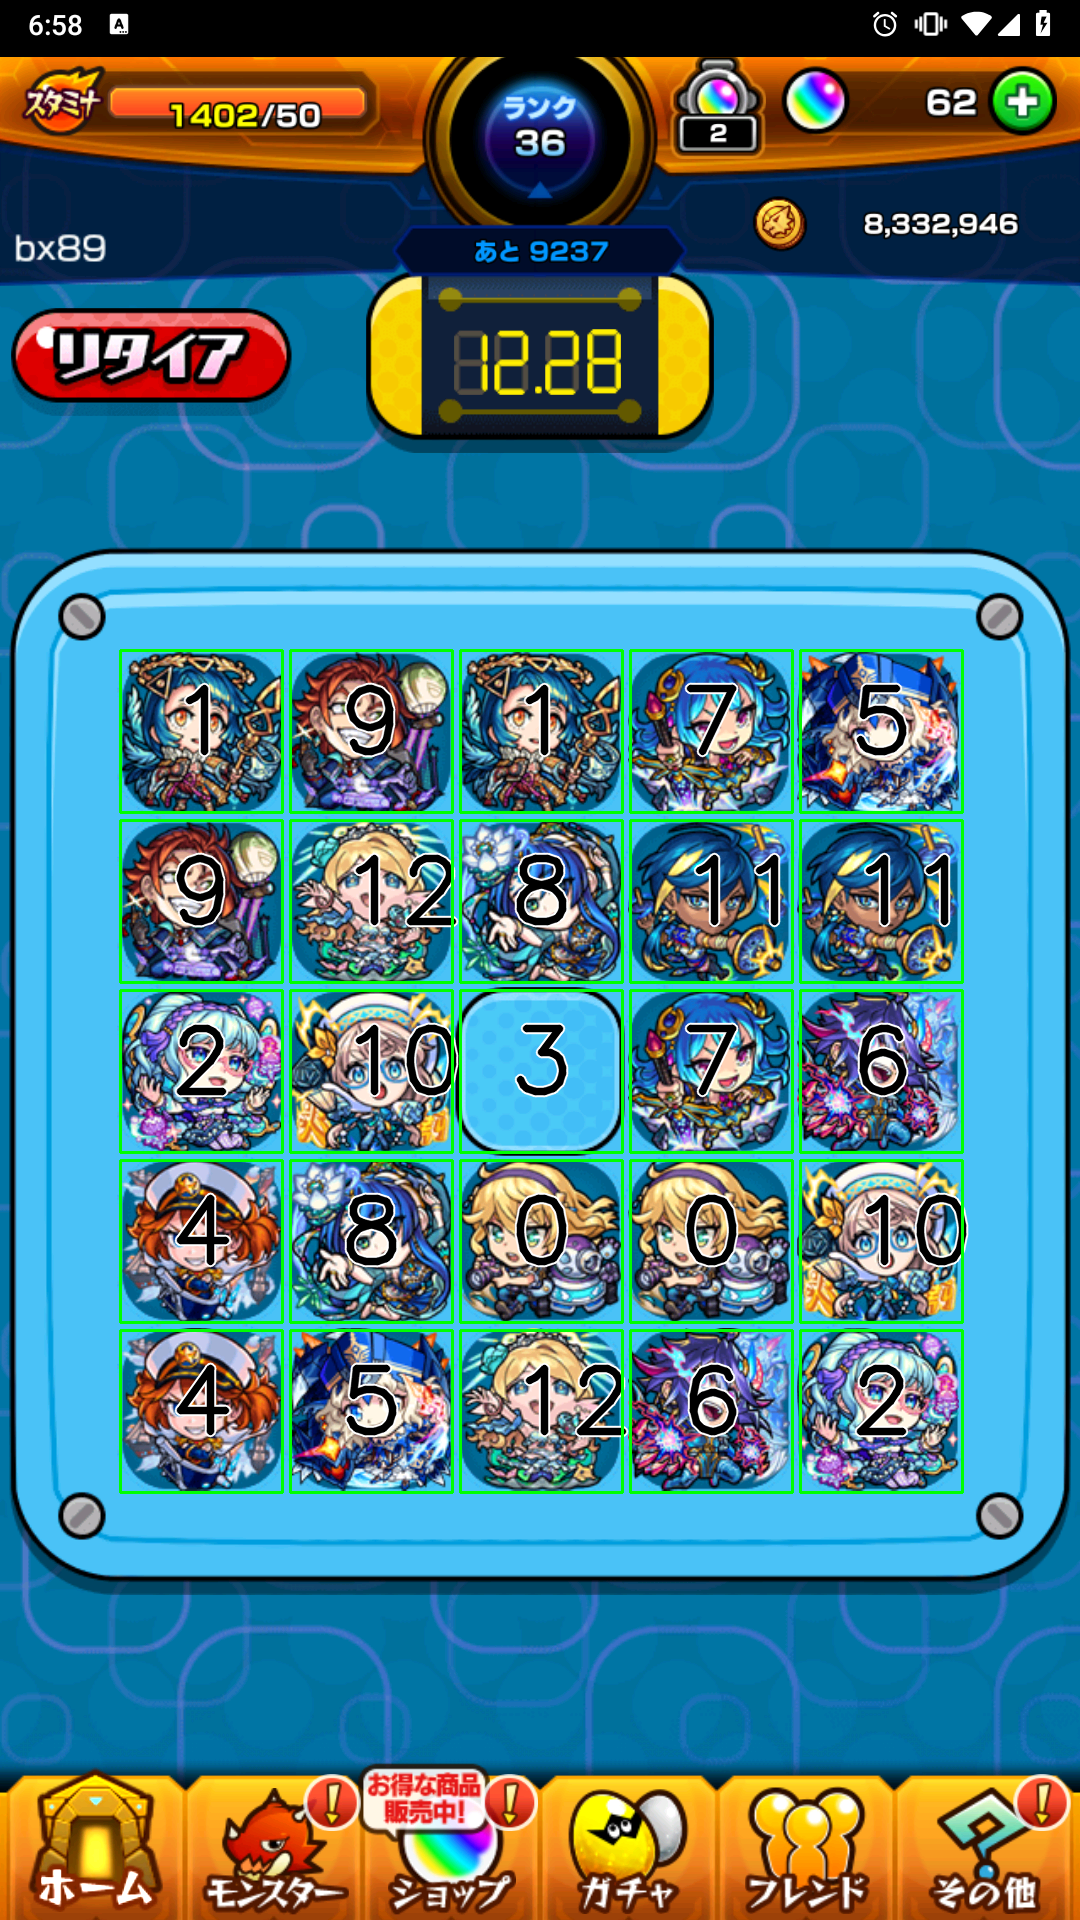 6:58 A
スタミナ 1402/50 ランク 36 2 62
bx89 あと 9237 8,332,946
リタイア 12.28
1 9 1 7 5
9 12 8 11 11
2 10 3 7 6
4 8 0 0 10
4 5 12 6 2
お得な商品
販売中!
ホーム モンスター ショップ ガチャ フレンド その他